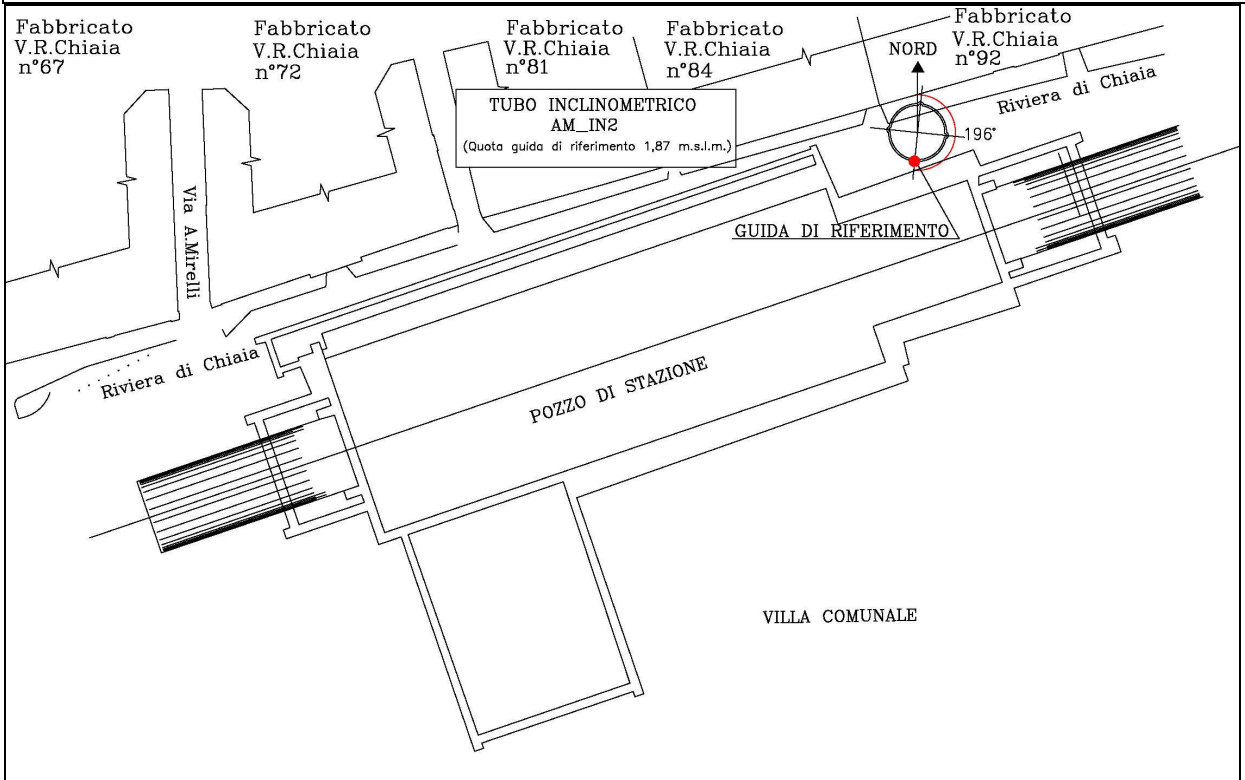 Fabbricato
V.R.Chiaia
n°67
Fabbricato
V.R.Chiaia
n°72
Fabbricato
V.R.Chiaia
n°81
Fabbricato
V.R.Chiaia
n°84
Fabbricato
V.R.Chiaia
n°92
NORD
TUBO INCLINOMETRICO
AM_IN2
(Quota guida di riferimento 1,87 m.s.l.m.)
Riviera di Chiaia
196°
GUIDA DI RIFERIMENTO
Via A.Mirelli
Riviera di Chiaia
POZZO DI STAZIONE
VILLA COMUNALE